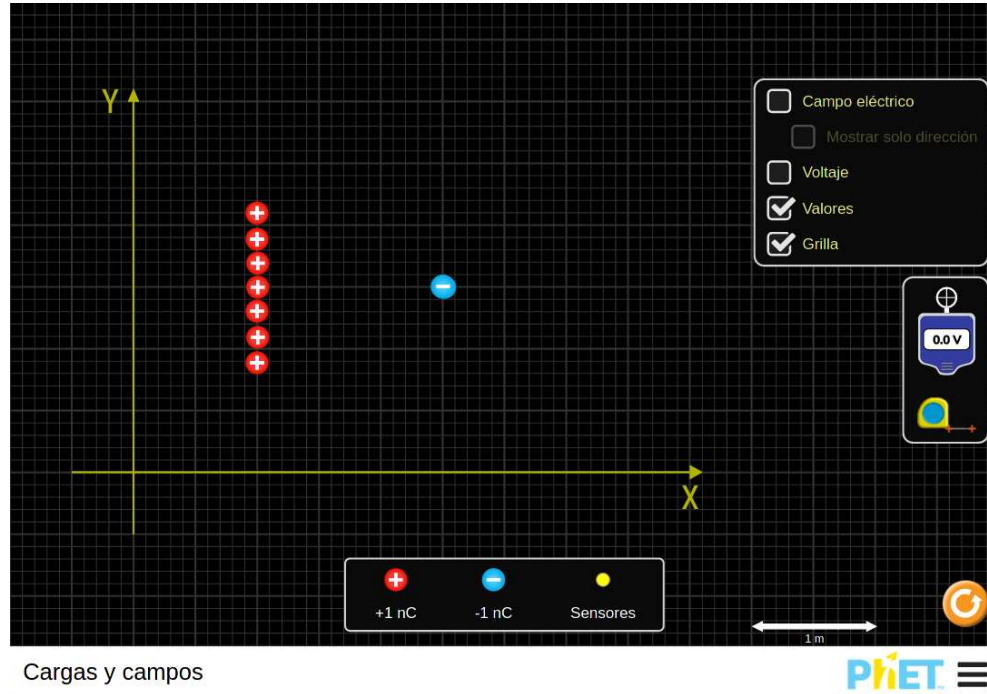 Y
Campo eléctrico
Mostrar solo dirección
Voltaje
Valores
Grilla
0.0 V
X
+1 nC
-1 nC
Sensores
1 m
Cargas y campos
PhET